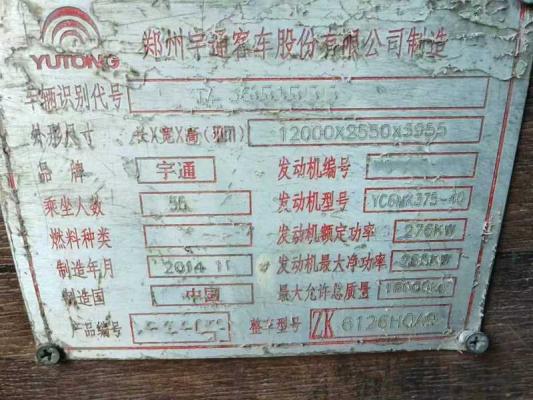 YUTONG 郑州宇通客车股份有限公司制造
车辆识别代号
外形尺寸 长X宽X高(mm) 12000X2550X3955
品牌 宇通 发动机编号
乘坐人数 56 发动机型号 YC6MK375-40
燃料种类 发动机额定功率 276KW
制造年月 2014 11 发动机最大净功率
制造国 中国 最大允许总质量 18000
产品编号 整车型号 ZK 6126HQA9